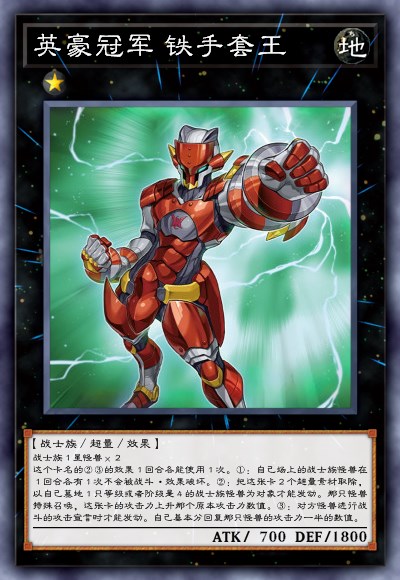 英豪冠军 铁手套王
地
【战士族／超量／效果】
战士族1星怪兽×2
这个卡名的②③的效果1回合各能使用1次。①：自己场上的战士族怪兽在
1回合各有1次不会被战斗·效果破坏。②：把这张卡2个超量素材取除，
以自己墓地1只等级或者阶级是4的战士族怪兽为对象才能发动。那只怪兽
特殊召唤，这张卡的攻击力上升那个原本攻击力数值。③：对方怪兽进行战
斗的攻击宣言时才能发动。自己基本分回复那只怪兽的攻击力一半的数值。
ATK/ 700 DEF/1800